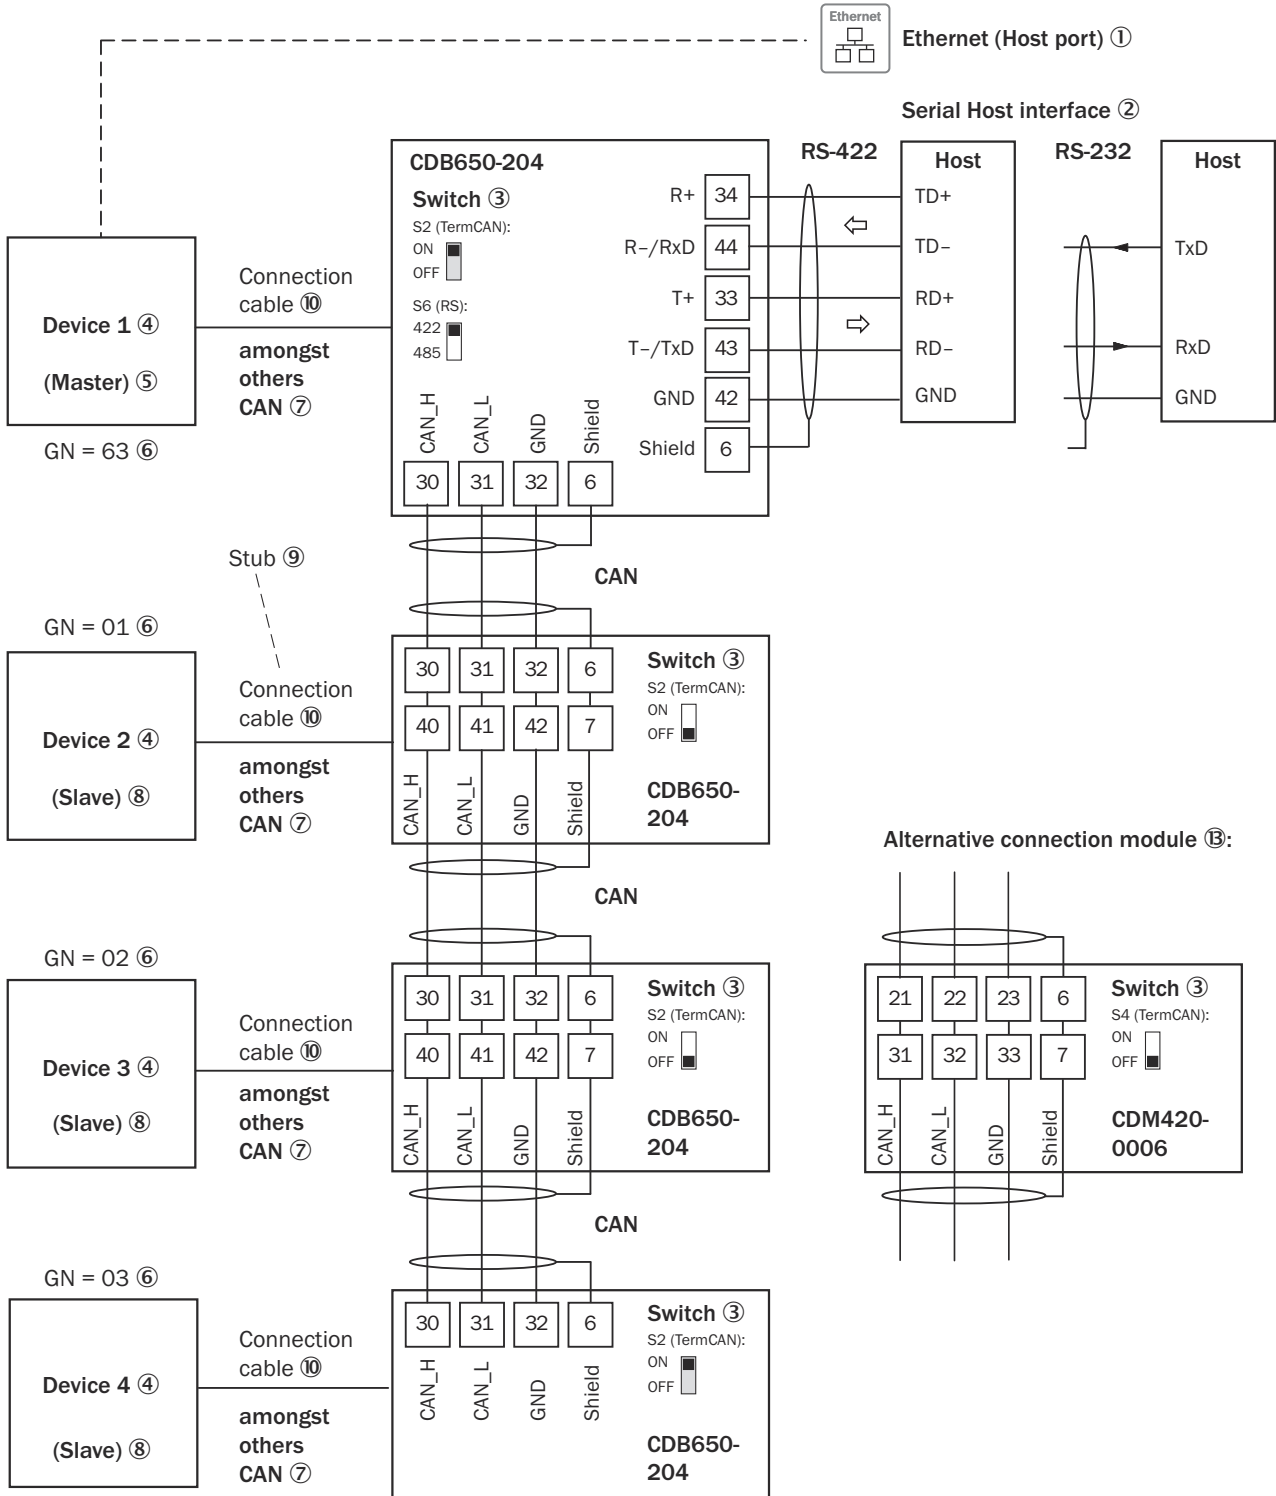 Ethernet
Ethernet (Host port) ①
Serial Host interface ②
RS-422
RS-232
CDB650-204
Switch ③
S2 (TermCAN):
ON
OFF
S6 (RS):
422
485
R+ 34
R–/RxD 44
T+ 33
T–/TxD 43
GND 42
Shield 6
Host
TD+
TD–
RD+
RD–
GND
Host
TxD
RxD
GND
CAN_H
CAN_L
GND
Shield
30 31 32 6
Device 1 ④
(Master) ⑤
GN = 63 ⑥
Connection
cable ⑩
amongst
others
CAN ⑦
CAN
Stub ⑨
GN = 01 ⑥
Device 2 ④
(Slave) ⑧
Connection
cable ⑩
amongst
others
CAN ⑦
30 31 32 6
40 41 42 7
CAN_H
CAN_L
GND
Shield
Switch ③
S2 (TermCAN):
ON
OFF
CDB650-
204
CAN
GN = 02 ⑥
Device 3 ④
(Slave) ⑧
Connection
cable ⑩
amongst
others
CAN ⑦
30 31 32 6
40 41 42 7
CAN_H
CAN_L
GND
Shield
Switch ③
S2 (TermCAN):
ON
OFF
CDB650-
204
Alternative connection module ⑬:
21 22 23 6
31 32 33 7
CAN_H
CAN_L
GND
Shield
Switch ③
S4 (TermCAN):
ON
OFF
CDM420-
0006
CAN
GN = 03 ⑥
Device 4 ④
(Slave) ⑧
Connection
cable ⑩
amongst
others
CAN ⑦
30 31 32 6
CAN_H
CAN_L
GND
Shield
Switch ③
S2 (TermCAN):
ON
OFF
CDB650-
204